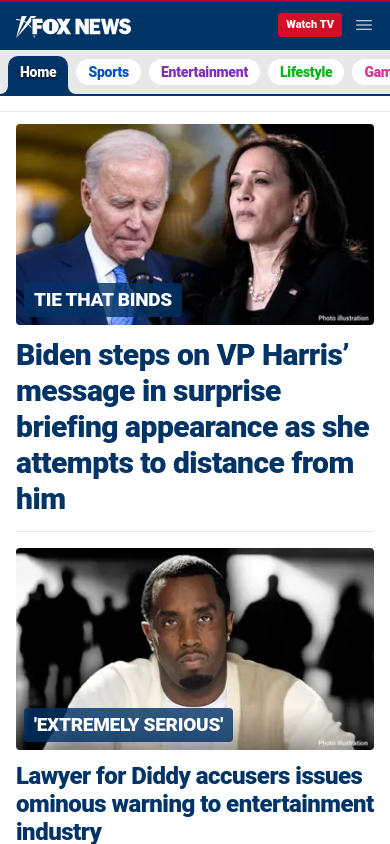 FOX NEWS
Watch TV
Home
Sports
Entertainment
Lifestyle
Gam
TIE THAT BINDS
Photo illustration
Biden steps on VP Harris’
message in surprise
briefing appearance as she
attempts to distance from
him
'EXTREMELY SERIOUS'
Photo illustration
Lawyer for Diddy accusers issues
ominous warning to entertainment
industry